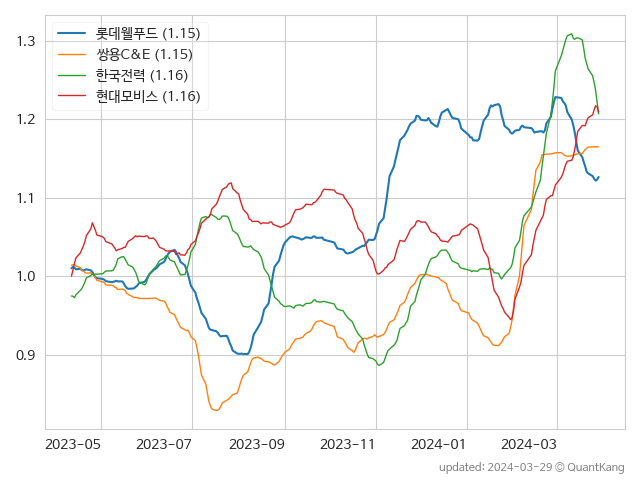 롯데웰푸드 (1.15)
쌍용C&E (1.15)
한국전력 (1.16)
현대모비스 (1.16)
1.3
1.2
1.1
1.0
0.9
2023-05 2023-07 2023-09 2023-11 2024-01 2024-03
updated: 2024-03-29 © QuantKang